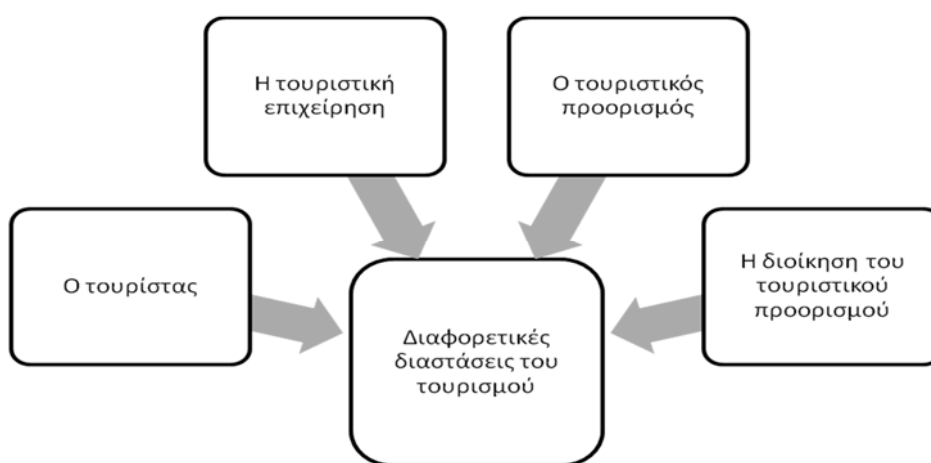 Η τουριστική
επιχείρηση
Ο τουριστικός
προορισμός
Ο τουρίστας
Η διοίκηση του
τουριστικού
προορισμού
Διαφορετικές
διαστάσεις του
τουρισμού